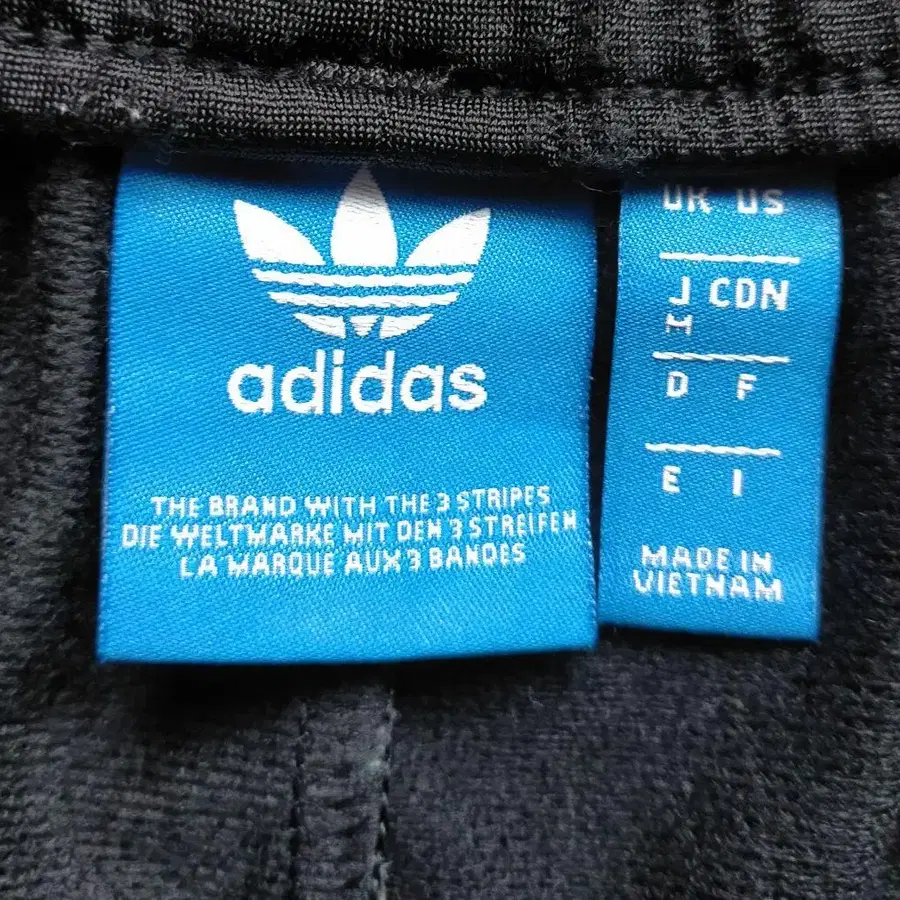 adidas
THE BRAND WITH THE 3 STRIPES
DIE WELTMARKE MIT DEN 3 STREIFEN
LA MARQUE AUX 3 BANDES
UK US
J CDN
M
D F
E I
MADE IN
VIETNAM